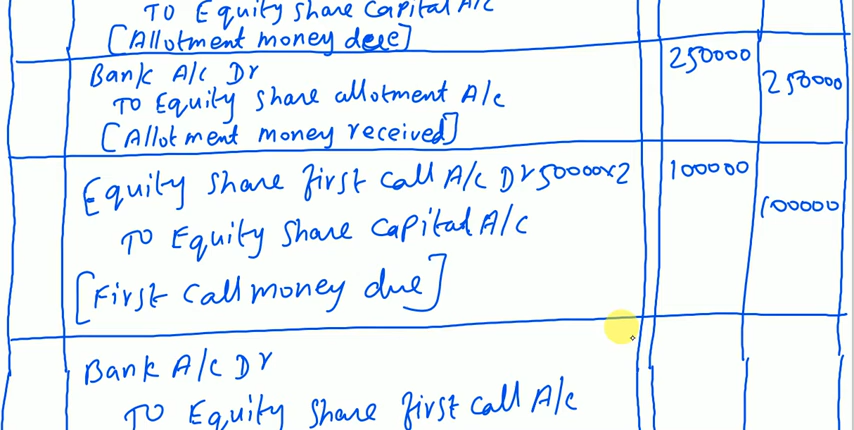 TO Equity Share Capital A/c
[Allotment money due]
Bank A/c Dr 250000
TO Equity Share allotment A/c 250000
[Allotment money received]
Equity Share first call A/c Dr 50000×2 100000
TO Equity Share Capital A/c 100000
[First Call money due]
Bank A/c Dr
TO Equity Share first call A/c